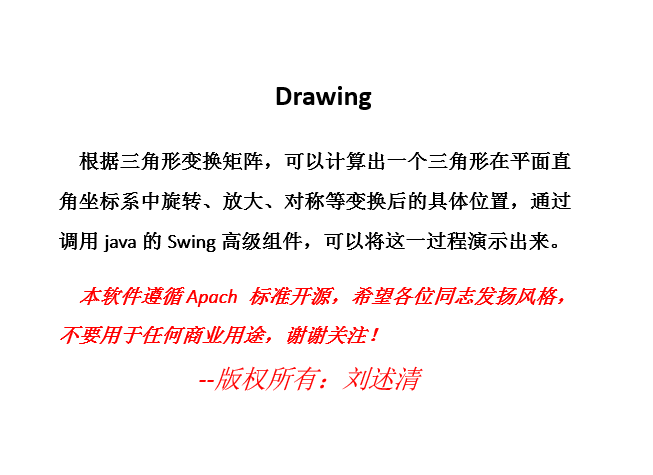 Drawing
根据三角形变换矩阵，可以计算出一个三角形在平面直
角坐标系中旋转、放大、对称等变换后的具体位置，通过
调用 java 的 Swing 高级组件，可以将这一过程演示出来。
本软件遵循 Apach 标准开源，希望各位同志发扬风格，
不要用于任何商业用途，谢谢关注！
--版权所有：刘述清